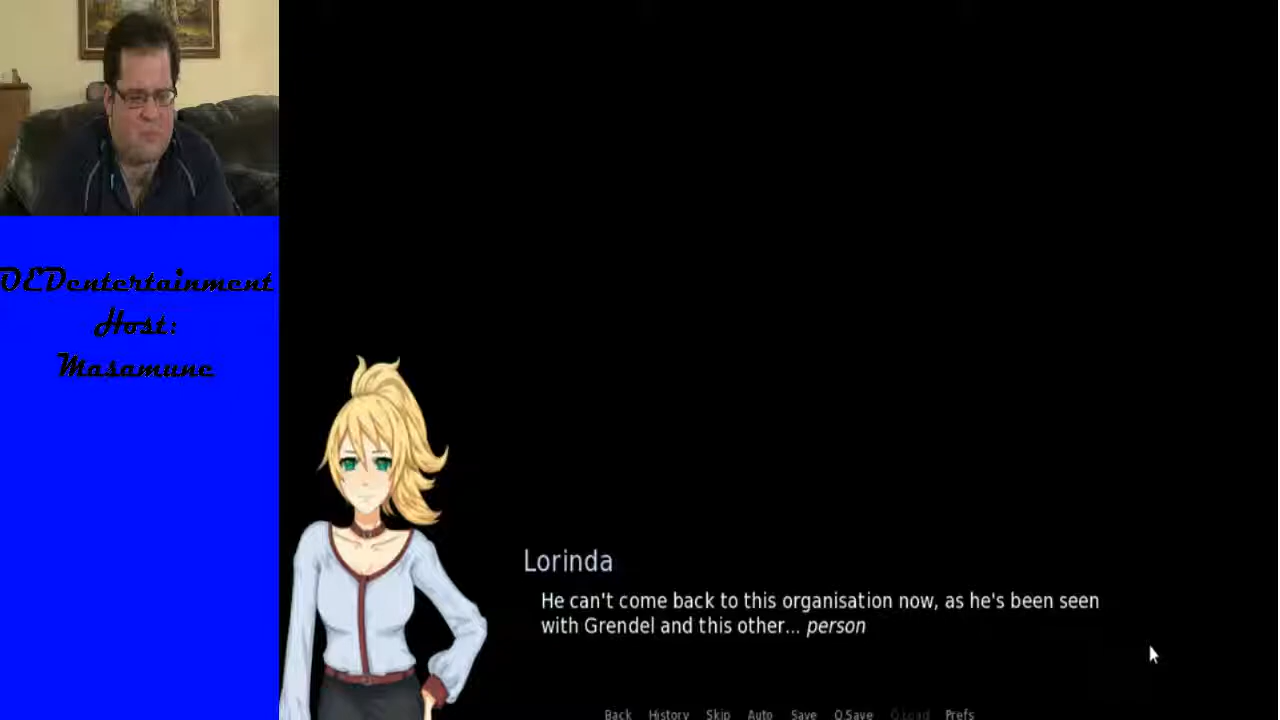 OEDentertainment
Host:
Masamune
Lorinda
He can't come back to this organisation now, as he's been seen
with Grendel and this other... person
Back History Skip Auto Save Q.Save Q.Load Prefs